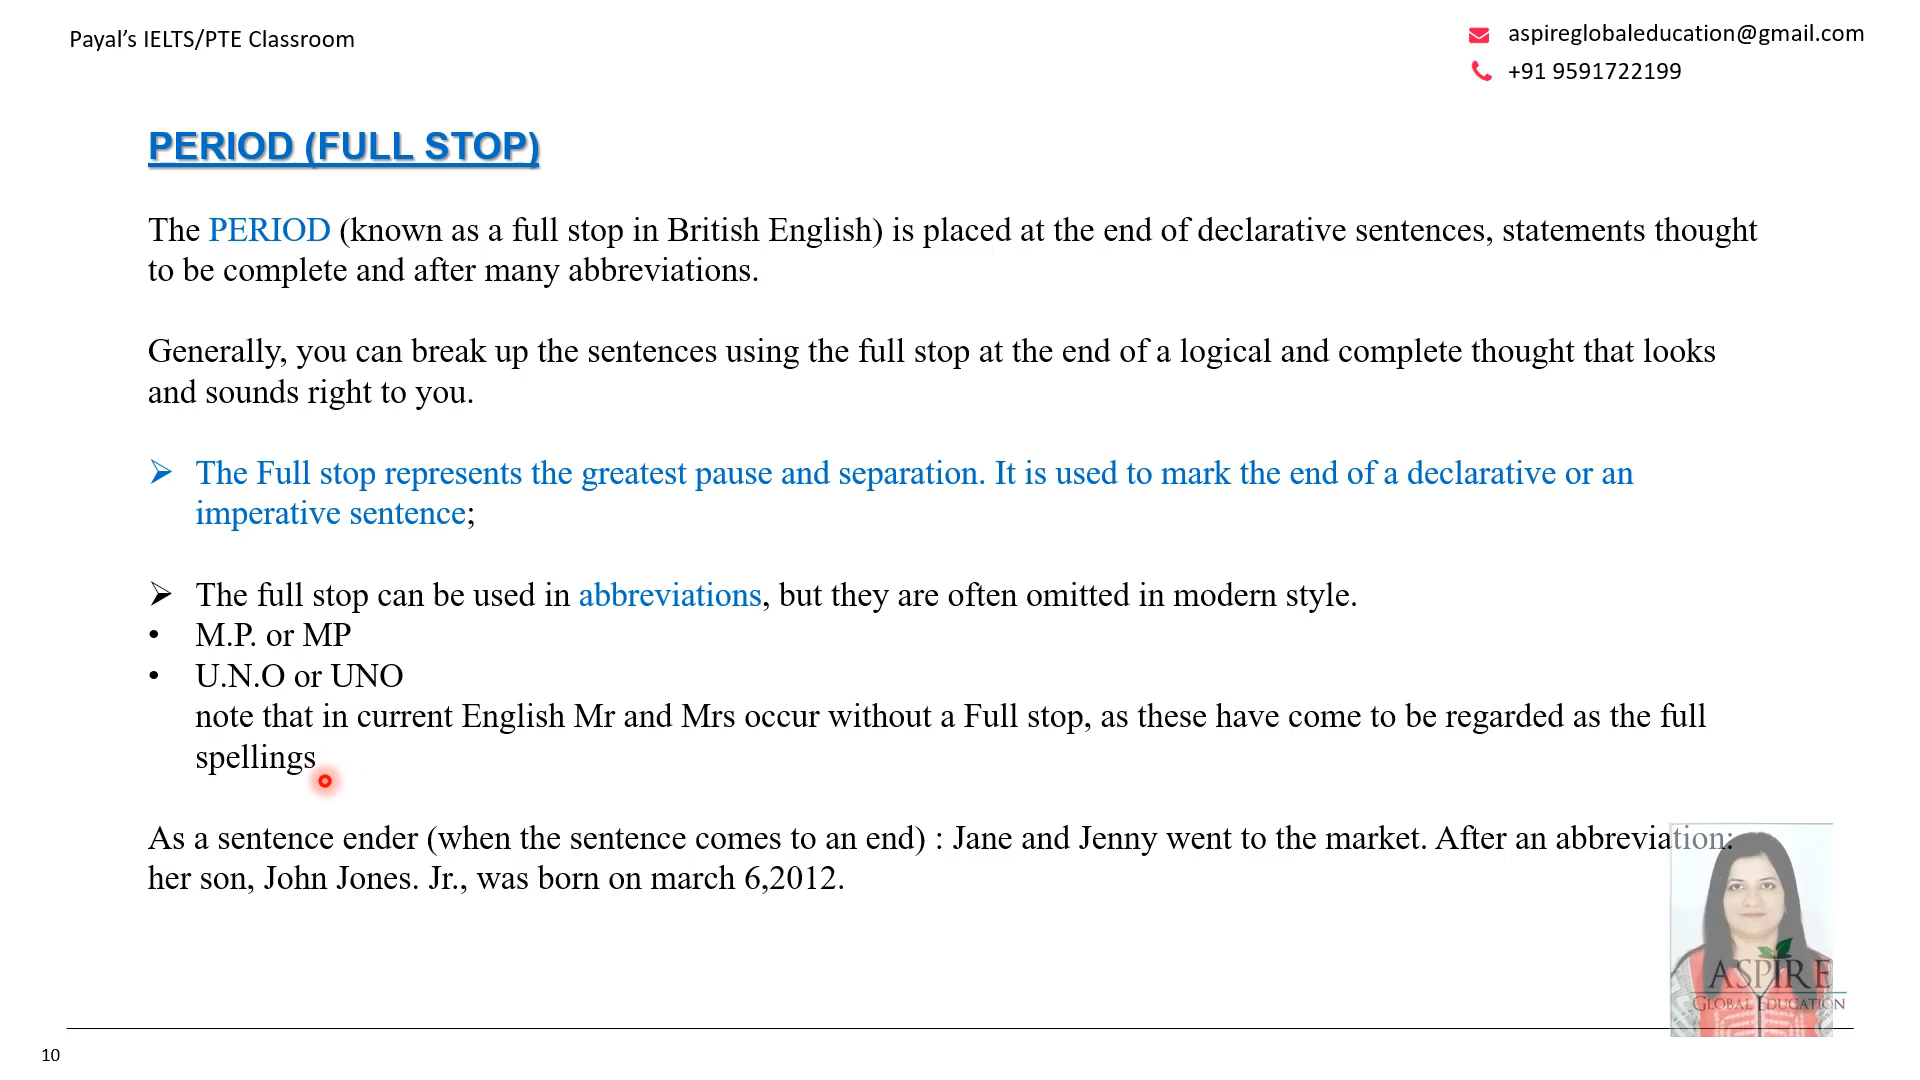 Payal’s IELTS/PTE Classroom
aspireglobaleducation@gmail.com
+91 9591722199
PERIOD (FULL STOP)
The PERIOD (known as a full stop in British English) is placed at the end of declarative sentences, statements thought
to be complete and after many abbreviations.
Generally, you can break up the sentences using the full stop at the end of a logical and complete thought that looks
and sounds right to you.
➢ The Full stop represents the greatest pause and separation. It is used to mark the end of a declarative or an
imperative sentence;
➢ The full stop can be used in abbreviations, but they are often omitted in modern style.
• M.P. or MP
• U.N.O or UNO
note that in current English Mr and Mrs occur without a Full stop, as these have come to be regarded as the full
spellings
As a sentence ender (when the sentence comes to an end) : Jane and Jenny went to the market. After an abbreviation:
her son, John Jones. Jr., was born on march 6,2012.
ASPIRE
GLOBAL EDUCATION
10